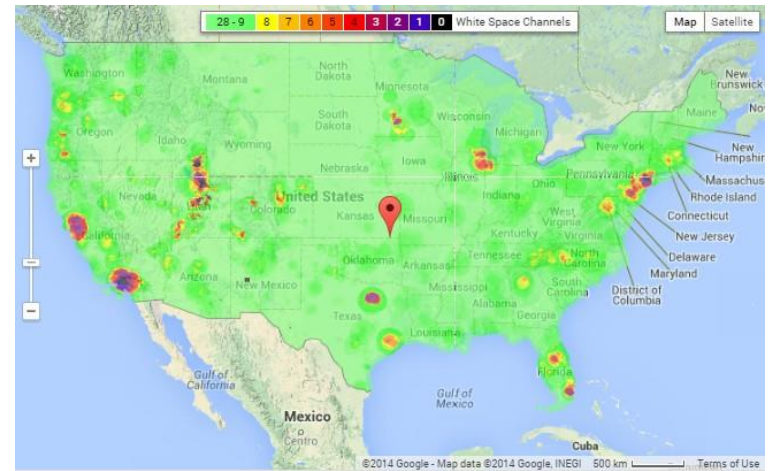 28 - 9 8 7 6 5 4 3 2 1 0 White Space Channels
Map Satellite
Washington
Montana
North Dakota
Minnesota
New Brunswick
Maine
Oregon
Idaho
Wyoming
South Dakota
Wisconsin
Michigan
New York
New Hampshir
Massachus
Rhode Island
Connecticut
New Jersey
Delaware
Maryland
District of Columbia
Nebraska
Iowa
Illinois
Indiana
Ohio
Pennsylvania
Nevada
Utah
Colorado
United States
Kansas
Missouri
West Virginia
Virginia
Kentucky
California
Arizona
New Mexico
Oklahoma
Arkansas
Tennessee
North Carolina
South Carolina
Mississippi
Alabama
Georgia
Texas
Louisiana
Florida
Gulf of California
Gulf of Mexico
Mexico
Centro
Cuba
©2014 Google - Map data ©2014 Google, INEGI 500 km Terms of Use